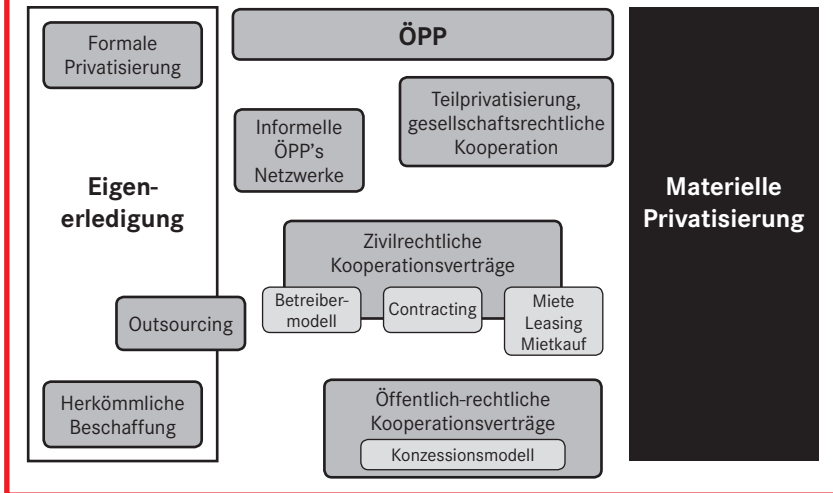 Formale
Privatisierung
Eigen-
erledigung
Outsourcing
Herkömmliche
Beschaffung
ÖPP
Informelle
ÖPP's
Netzwerke
Teilprivatisierung,
gesellschaftsrechtliche
Kooperation
Zivilrechtliche
Kooperationsverträge
Betreiber-
modell
Contracting
Miete
Leasing
Mietkauf
Öffentlich-rechtliche
Kooperationsverträge
Konzessionsmodell
Materielle
Privatisierung